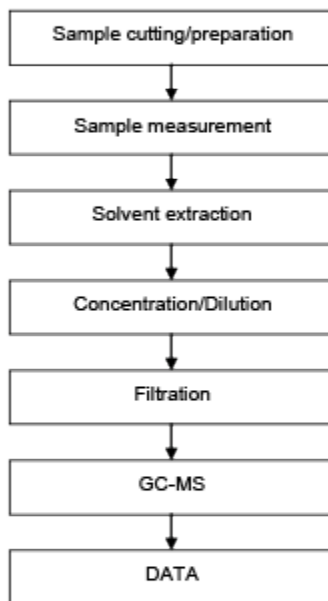 Sample cutting/preparation
Sample measurement
Solvent extraction
Concentration/Dilution
Filtration
GC-MS
DATA